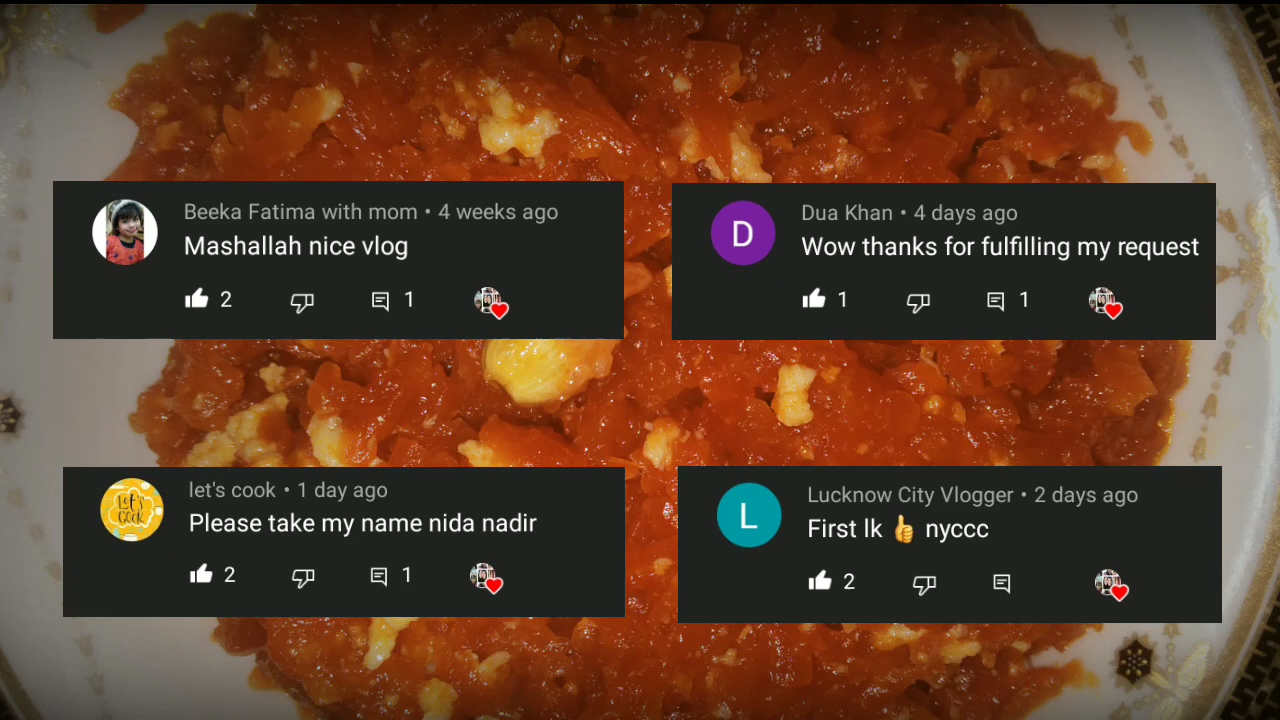 Beeka Fatima with mom • 4 weeks ago
Mashallah nice vlog
2 1
D
Dua Khan • 4 days ago
Wow thanks for fulfilling my request
1 1
Let's Cook
let's cook • 1 day ago
Please take my name nida nadir
2 1
L
Lucknow City Vlogger • 2 days ago
First lk 👍 nyccc
2